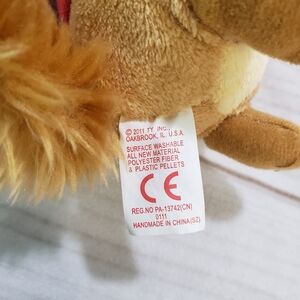 © 2011 TY INC.
OAKBROOK, IL. U.S.A
SURFACE WASHABLE
ALL NEW MATERIAL
POLYESTER FIBER
& PLASTIC PELLETS
CE
REG.NO PA-13742(CN)
0111
HANDMADE IN CHINA(SZ)